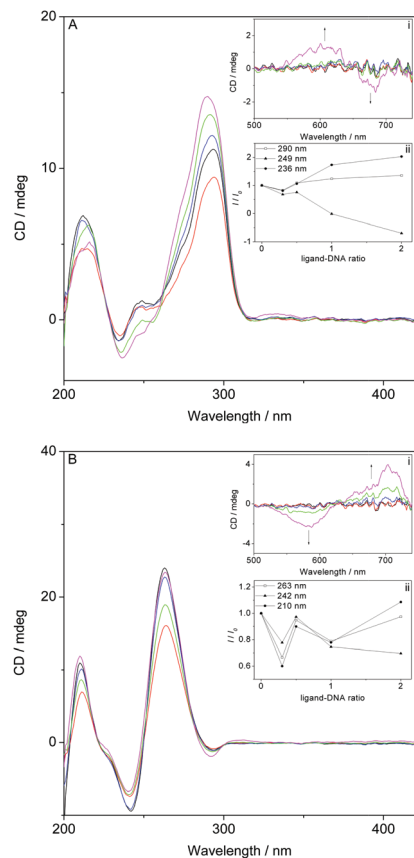 A
i
CD / mdeg
2
0
-2
500
600
700
Wavelength / nm
ii
290 nm
249 nm
236 nm
I / I0
2
1
0
-1
0
1
2
ligand-DNA ratio
CD / mdeg
20
10
0
200
300
400
Wavelength / nm
B
i
CD / mdeg
4
0
-4
500
600
700
Wavelength / nm
ii
263 nm
242 nm
210 nm
I / I0
1.2
1.0
0.8
0.6
0
1
2
ligand-DNA ratio
CD / mdeg
40
20
0
200
300
400
Wavelength / nm